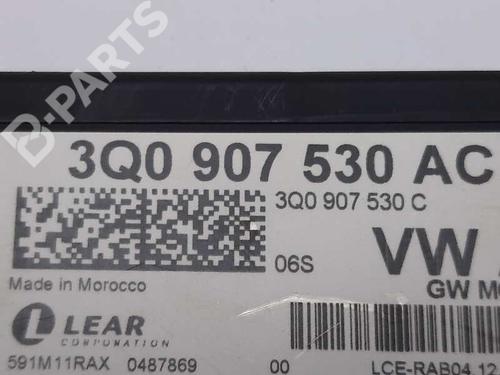 B-PARTS
3Q0 907 530 AC
3Q0 907 530 C
06S
VW
Made in Morocco
GW
LEAR
CORPORATION
591M11RAX 0487869
00
LCE-RAB04.12